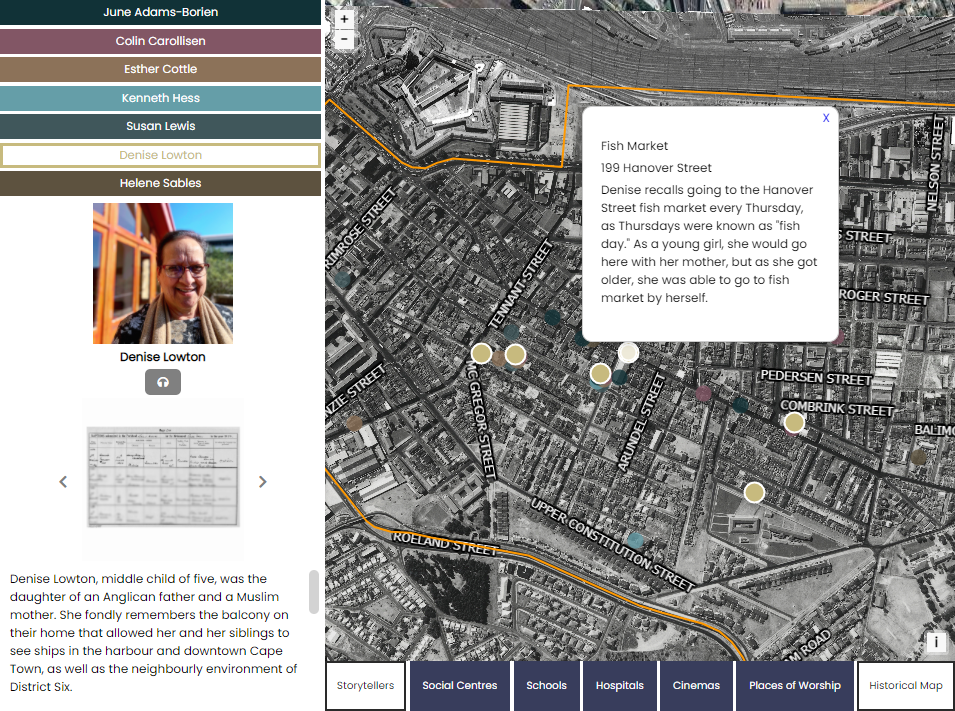 June Adams-Borien
Colin Carollisen
Esther Cottle
Kenneth Hess
Susan Lewis
Denise Lowton
Helene Sables
Denise Lowton
Denise Lowton, middle child of five, was the
daughter of an Anglican father and a Muslim
mother. She fondly remembers the balcony on
their home that allowed her and her siblings to
see ships in the harbour and downtown Cape
Town, as well as the neighbourly environment of
District Six.
+
−
X
Fish Market
199 Hanover Street
Denise recalls going to the Hanover
Street fish market every Thursday,
as Thursdays were known as "fish
day." As a young girl, she would go
here with her mother, but as she got
older, she was able to go to fish
market by herself.
NELSON STREET
RIMROSE STREET
TENNANT STREET
S STREET
ROGER STREET
NZIE STREET
MC GREGOR STREET
ARUNDEL STREET
PEDERSEN STREET
COMBRINK STREET
BALMO
UPPER CONSTITUTION STREET
ROELAND STREET
M ROAD
i
Storytellers
Social Centres
Schools
Hospitals
Cinemas
Places of Worship
Historical Map